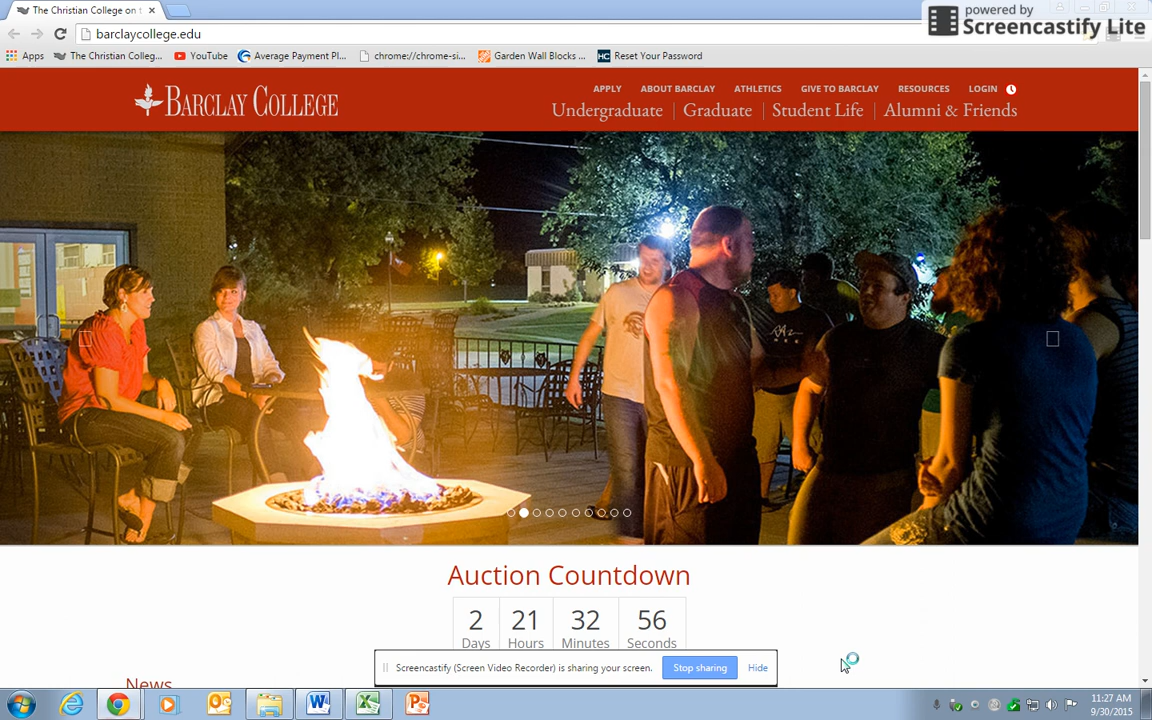 The Christian College on t
powered by
Screencastify Lite
barclaycollege.edu
Apps
The Christian Colleg...
YouTube
Average Payment Pl...
chrome://chrome-si...
Garden Wall Blocks ...
HC
Reset Your Password
BARCLAY COLLEGE
APPLY
ABOUT BARCLAY
ATHLETICS
GIVE TO BARCLAY
RESOURCES
LOGIN
Undergraduate
Graduate
Student Life
Alumni & Friends
Auction Countdown
2 21 32 56
Days Hours Minutes Seconds
News
Screencastify (Screen Video Recorder) is sharing your screen.
Stop sharing
Hide
11:27 AM
9/30/2015